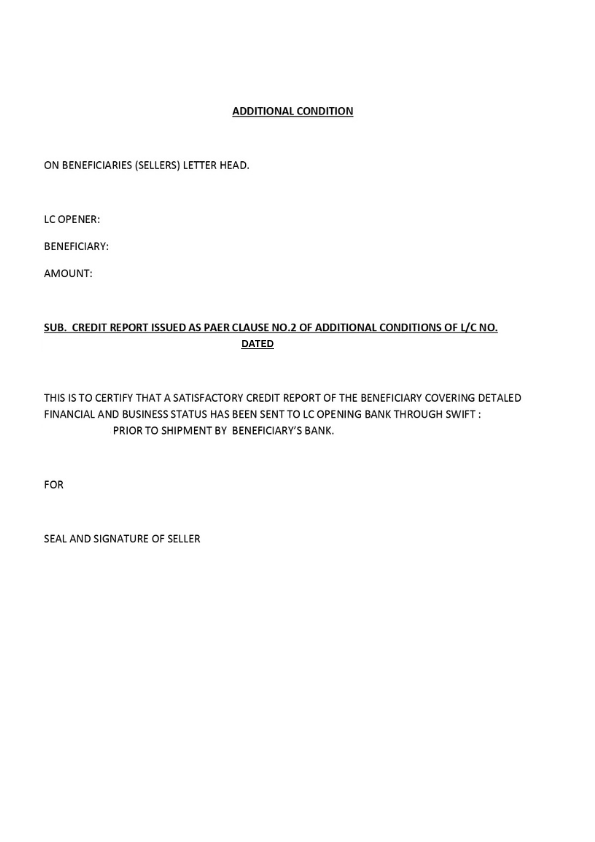 ADDITIONAL CONDITION
ON BENEFICIARIES (SELLERS) LETTER HEAD.
LC OPENER:
BENEFICIARY:
AMOUNT:
SUB. CREDIT REPORT ISSUED AS PAER CLAUSE NO.2 OF ADDITIONAL CONDITIONS OF L/C NO.
DATED
THIS IS TO CERTIFY THAT A SATISFACTORY CREDIT REPORT OF THE BENEFICIARY COVERING DETALED
FINANCIAL AND BUSINESS STATUS HAS BEEN SENT TO LC OPENING BANK THROUGH SWIFT :
PRIOR TO SHIPMENT BY BENEFICIARY'S BANK.
FOR
SEAL AND SIGNATURE OF SELLER